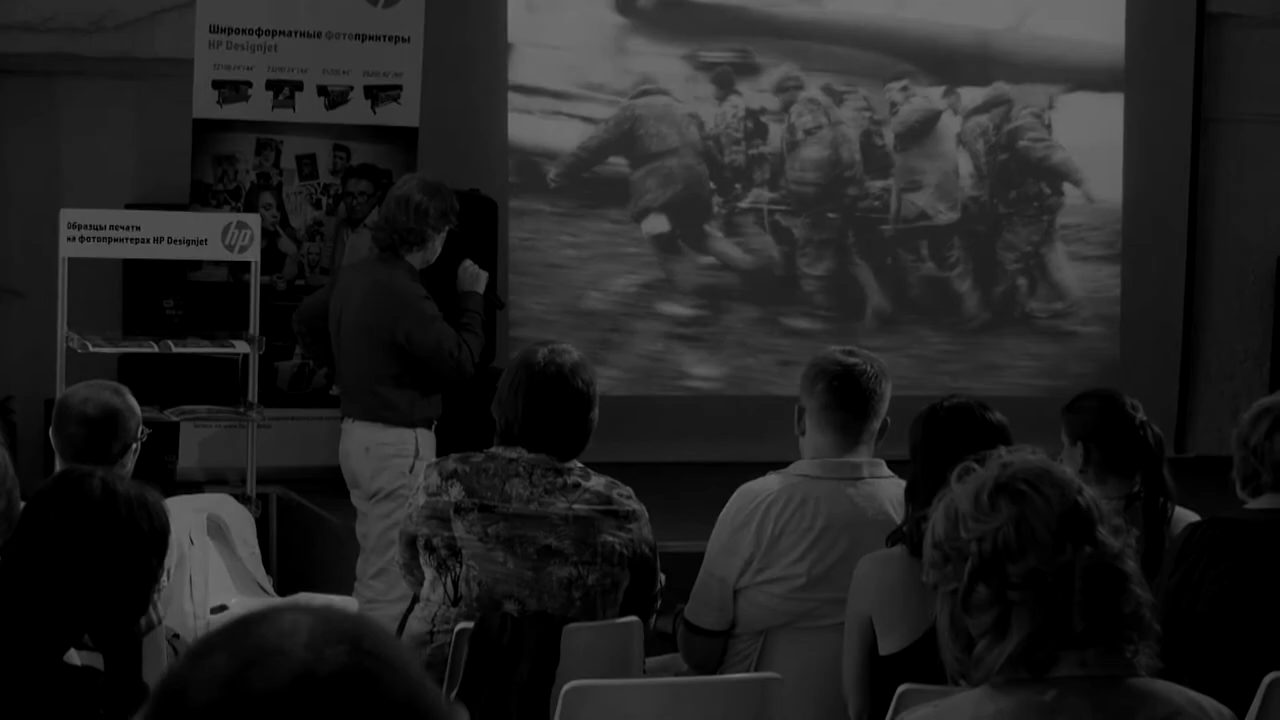 Широкоформатные фотопринтеры
HP Designjet
Образцы печати
на фотопринтерах HP Designjet
hp